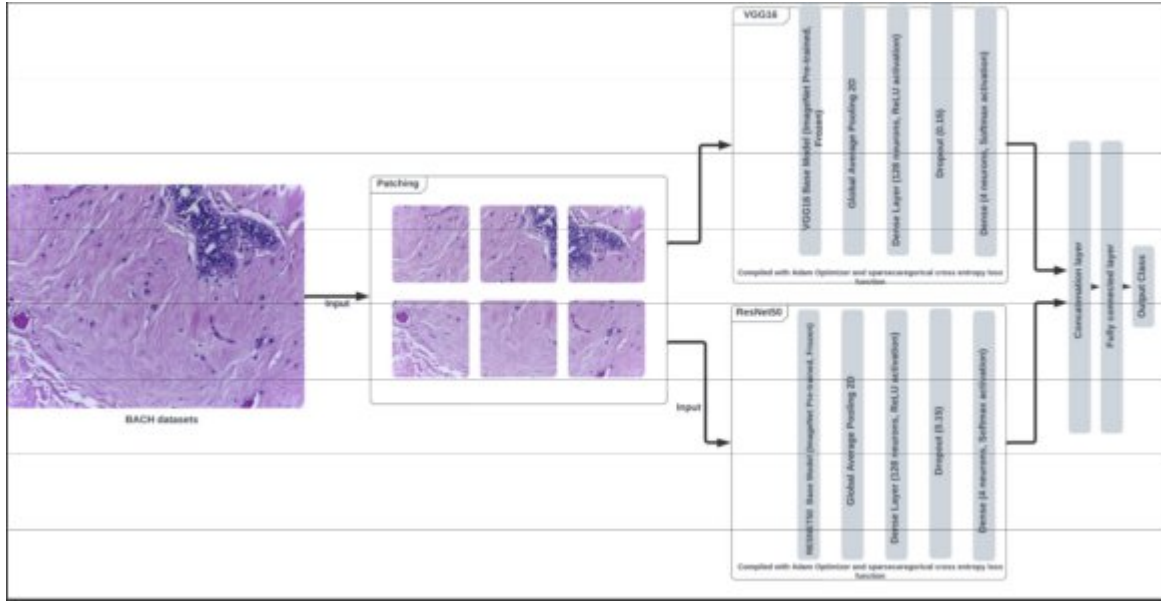 BACH datasets
Input
Patching
Input
VGG16
VGG16 Base Model (ImageNet Pre-trained,
Frozen)
Global Average Pooling 2D
Dense Layer (128 neurons, ReLU activation)
Dropout (0.15)
Dense (4 neurons, Softmax activation)
Compiled with Adam Optimizer and sparsecaregorical cross entropy loss
function
ResNet50
RESNET50 Base Model (ImageNet Pre-trained, Frozen)
Global Average Pooling 2D
Dense Layer (128 neurons, ReLU activation)
Dropout (0.15)
Dense (4 neurons, Softmax activation)
Compiled with Adam Optimizer and sparsecaregorical cross entropy loss
function
Concatenation layer
Fully connected layer
Output Class